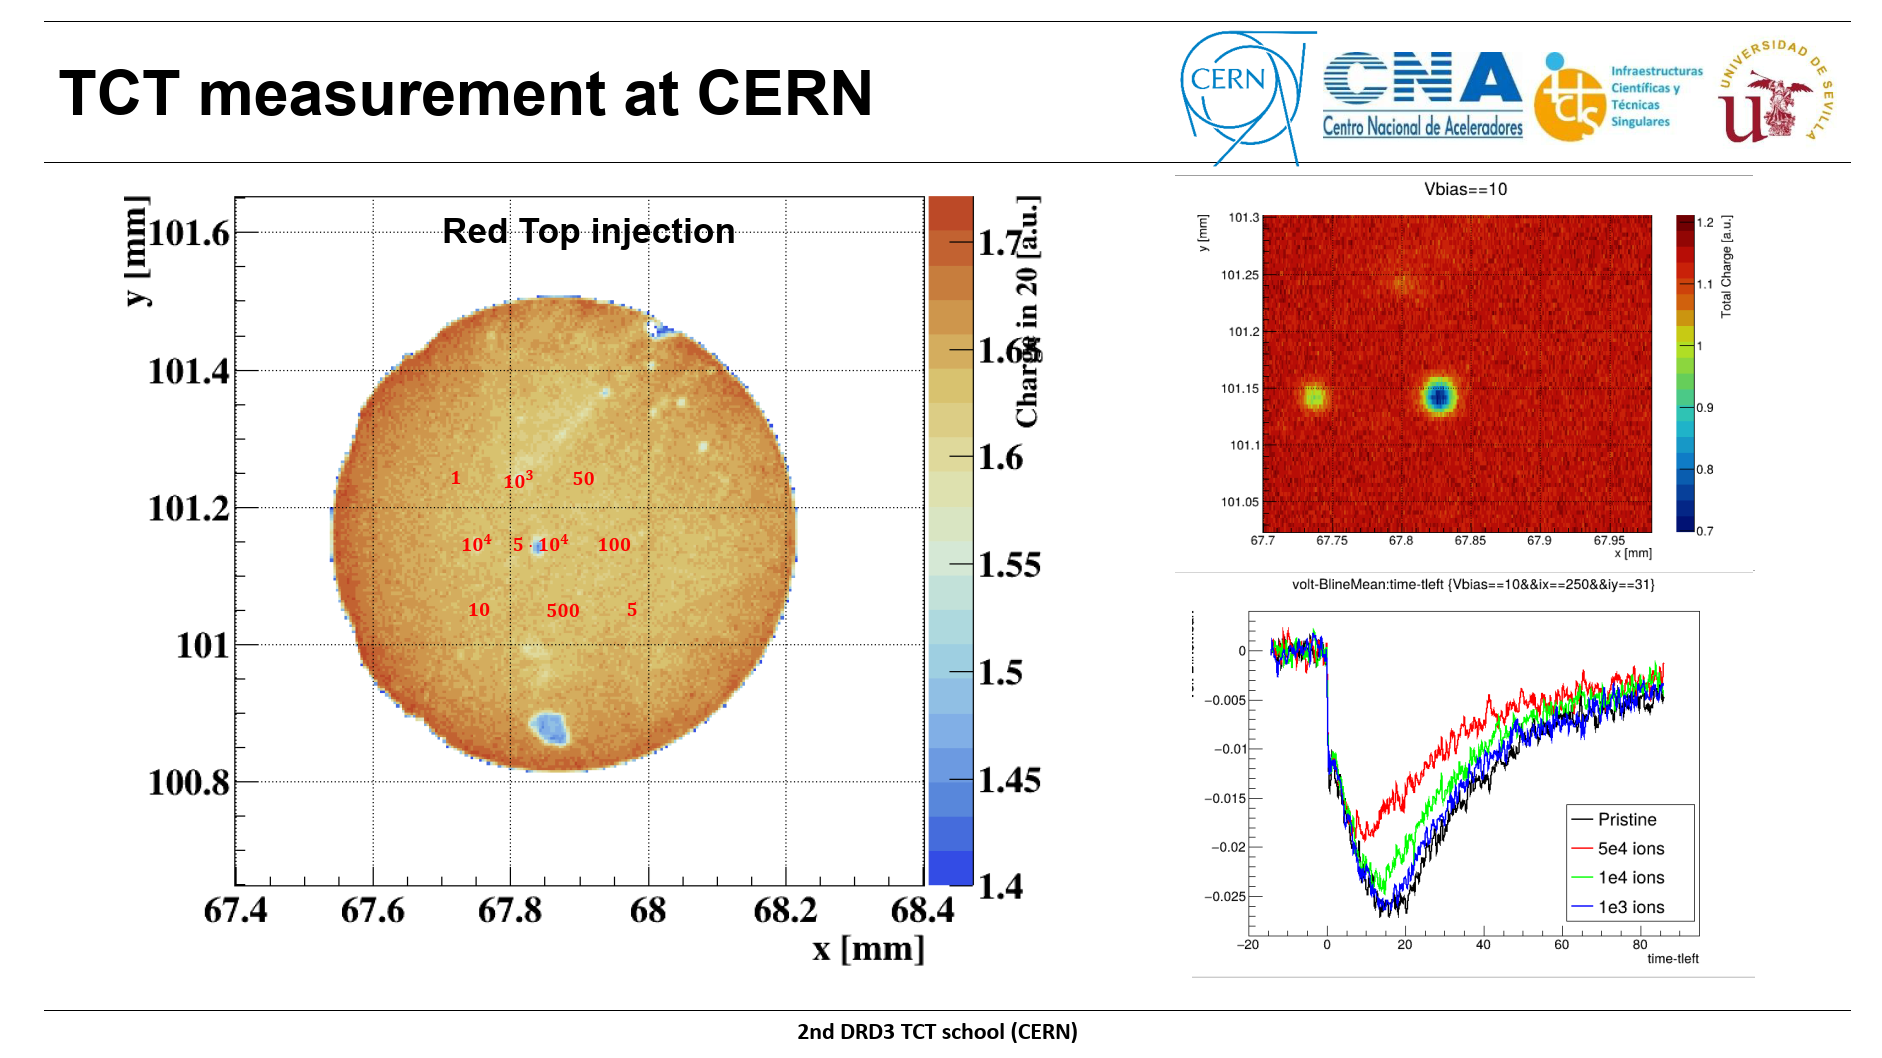 TCT measurement at CERN
CERN
CNA
Centro Nacional de Aceleradores
icts
Infraestructuras
Científicas y
Técnicas
Singulares
UNIVERSIDAD DE SEVILLA
U
Red Top injection
y [mm]
101.6
101.4
101.2
101
100.8
67.4 67.6 67.8 68 68.2 68.4
x [mm]
1 10³ 50
10⁴ 5 · 10⁴ 100
10 500 5
Charge in 20 [a.u.]
1.7
1.65
1.6
1.55
1.5
1.45
1.4
Vbias==10
y [mm]
101.3
101.25
101.2
101.15
101.1
101.05
67.7 67.75 67.8 67.85 67.9 67.95
x [mm]
Total Charge [a.u.]
1.2
1.1
1
0.9
0.8
0.7
volt-BlineMean:time-tleft {Vbias==10&&ix==250&&iy==31}
0
−0.005
−0.01
−0.015
−0.02
−0.025
−20 0 20 40 60 80
time-tleft
Pristine
5e4 ions
1e4 ions
1e3 ions
2nd DRD3 TCT school (CERN)